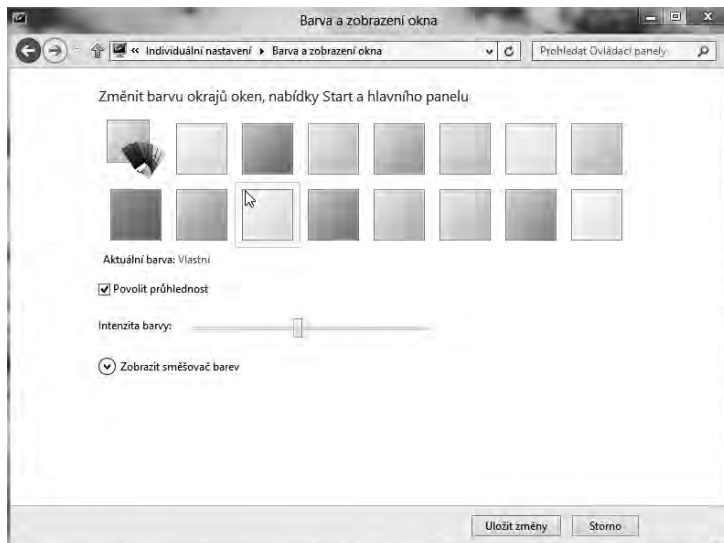 Barva a zobrazení okna
« Individuální nastavení ▸ Barva a zobrazení okna
Prohledat Ovládací panely
Změnit barvu okrajů oken, nabídky Start a hlavního panelu
Aktuální barva: Vlastní
Povolit průhlednost
Intenzita barvy:
Zobrazit směšovač barev
Uložit změny
Storno